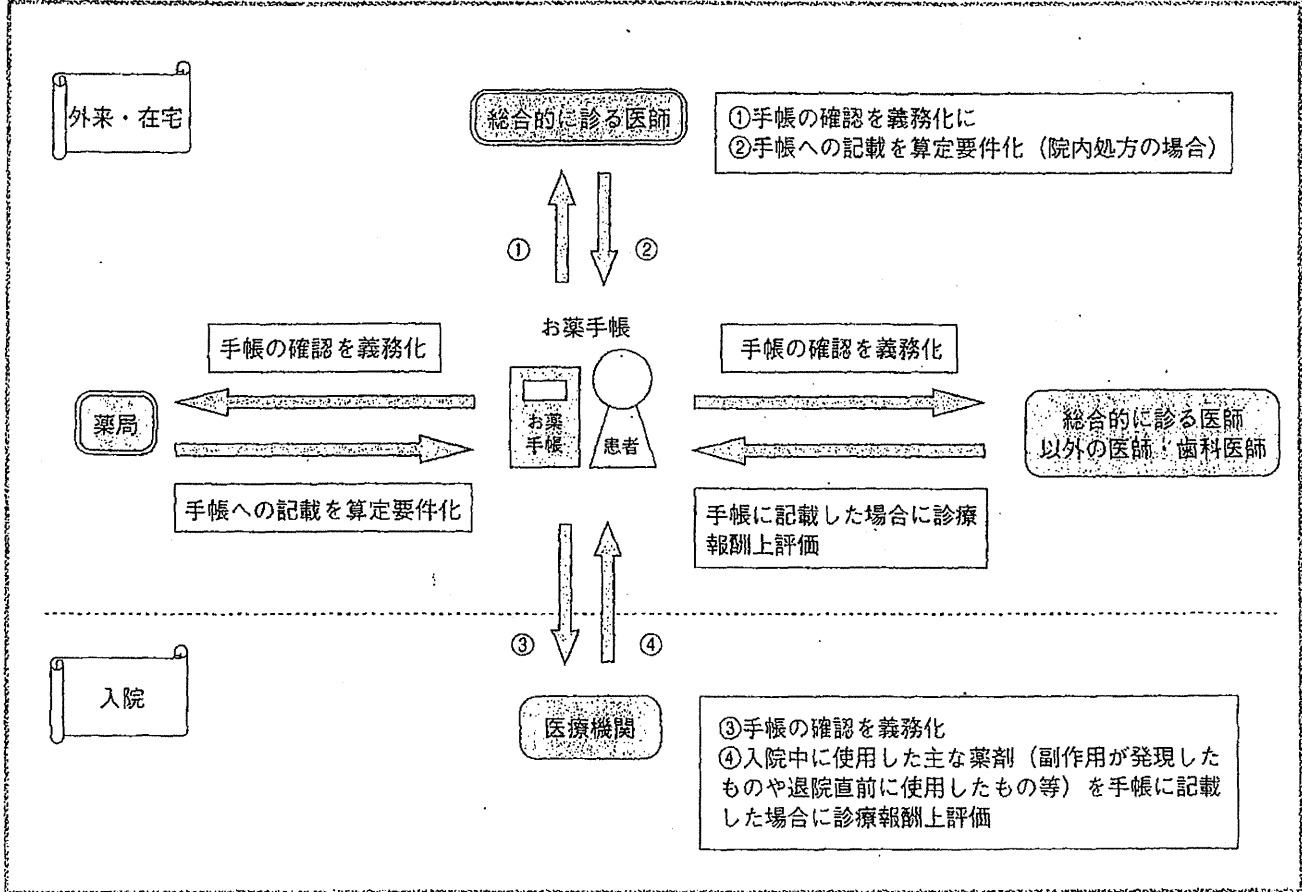 外来・在宅
総合的に診る医師
①手帳の確認を義務化に
②手帳への記載を算定要件化（院内処方の場合）
①
②
お薬手帳
手帳の確認を義務化
手帳の確認を義務化
薬局
お薬
手帳
患者
総合的に診る医師
以外の医師・歯科医師
手帳への記載を算定要件化
手帳に記載した場合に診療
報酬上評価
③
④
入院
医療機関
③手帳の確認を義務化
④入院中に使用した主な薬剤（副作用が発現した
ものや退院直前に使用したもの等）を手帳に記載
した場合に診療報酬上評価